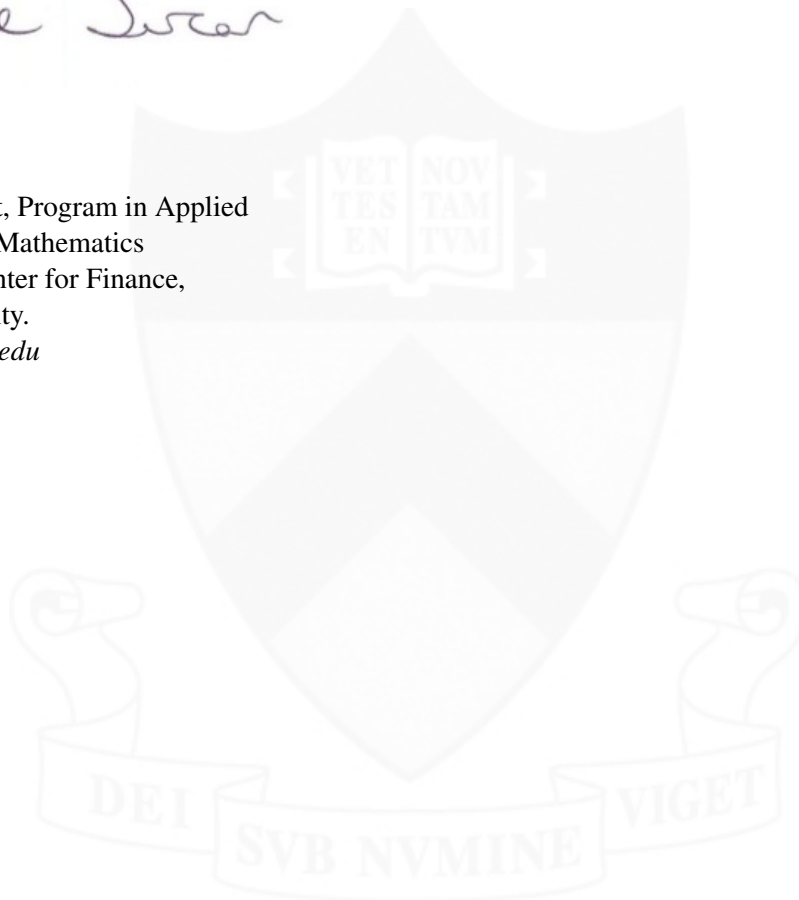 t, Program in Applied
Mathematics
nter for Finance,
ty.
edu
VET NOV
TES TAM
EN TVM
DEI
SVB NVMINE
VIGET